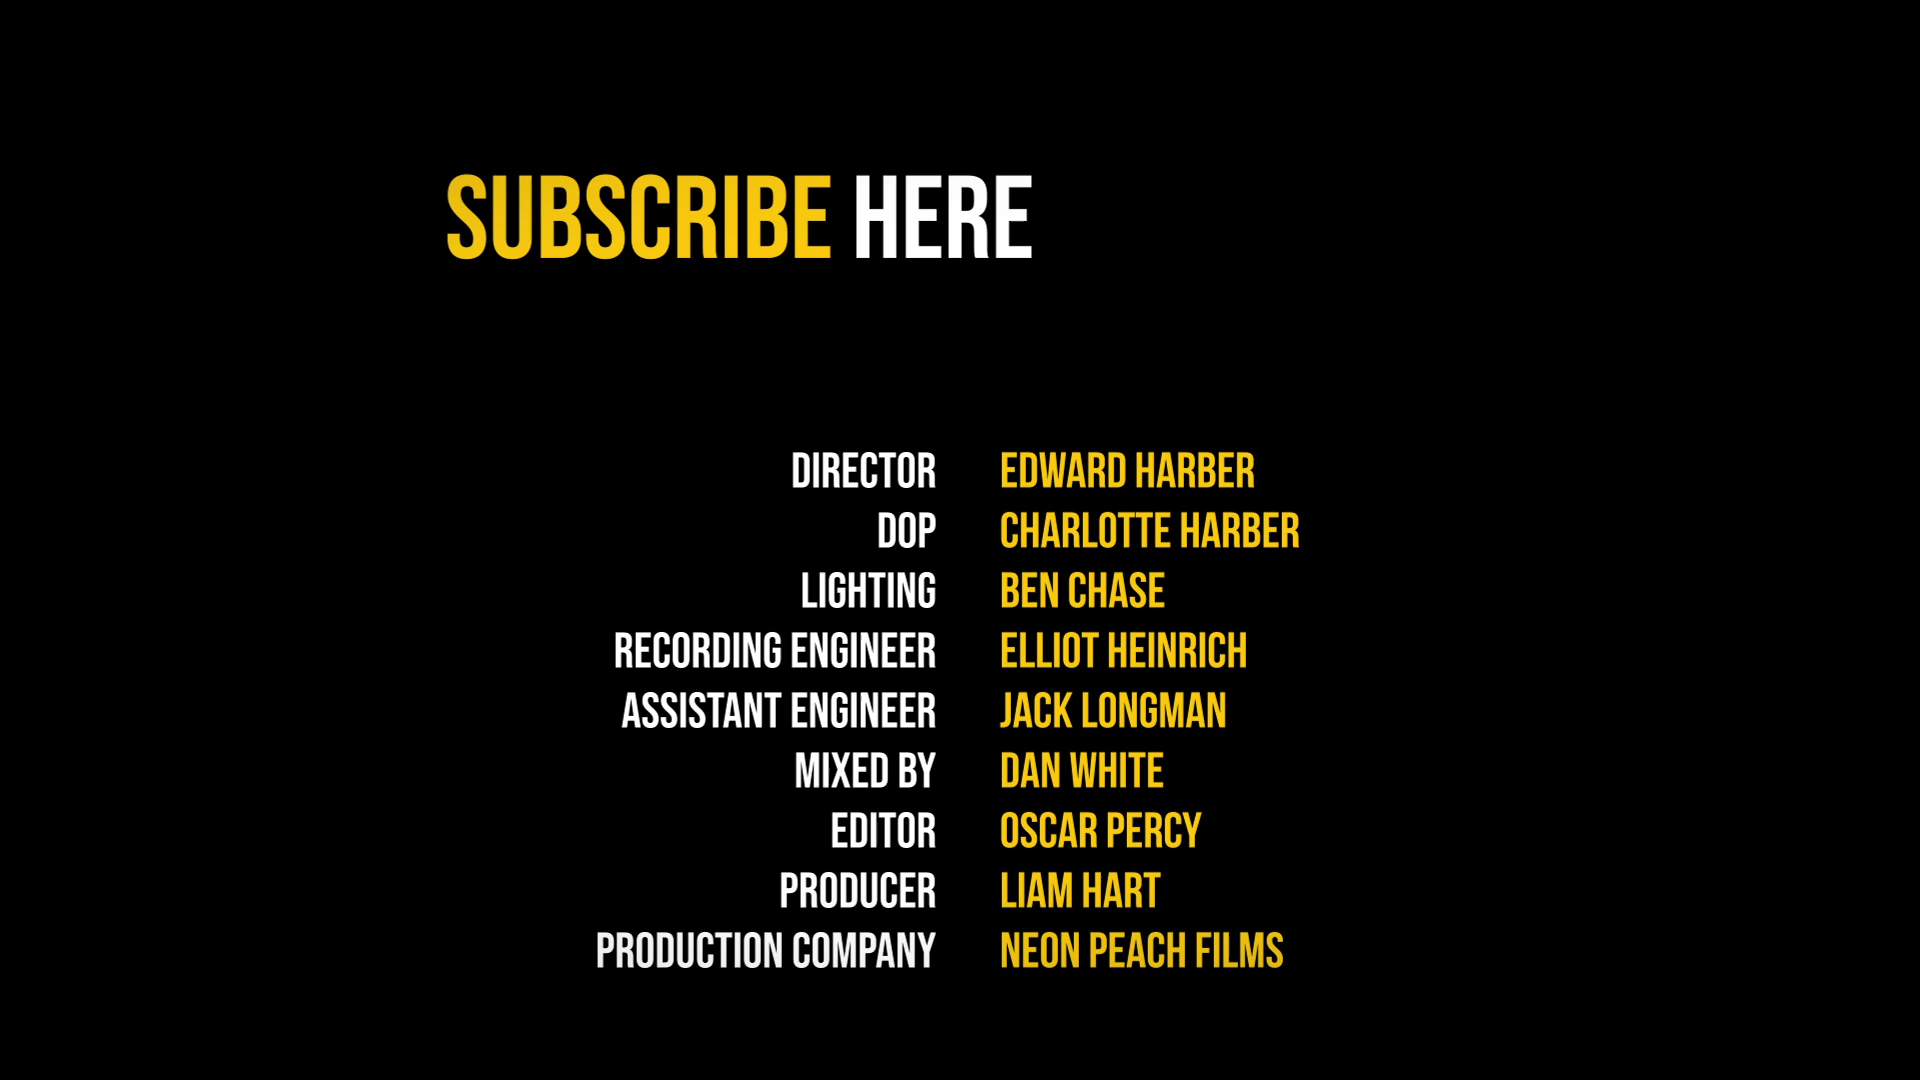 SUBSCRIBE HERE
DIRECTOR EDWARD HARBER
DOP CHARLOTTE HARBER
LIGHTING BEN CHASE
RECORDING ENGINEER ELLIOT HEINRICH
ASSISTANT ENGINEER JACK LONGMAN
MIXED BY DAN WHITE
EDITOR OSCAR PERCY
PRODUCER LIAM HART
PRODUCTION COMPANY NEON PEACH FILMS